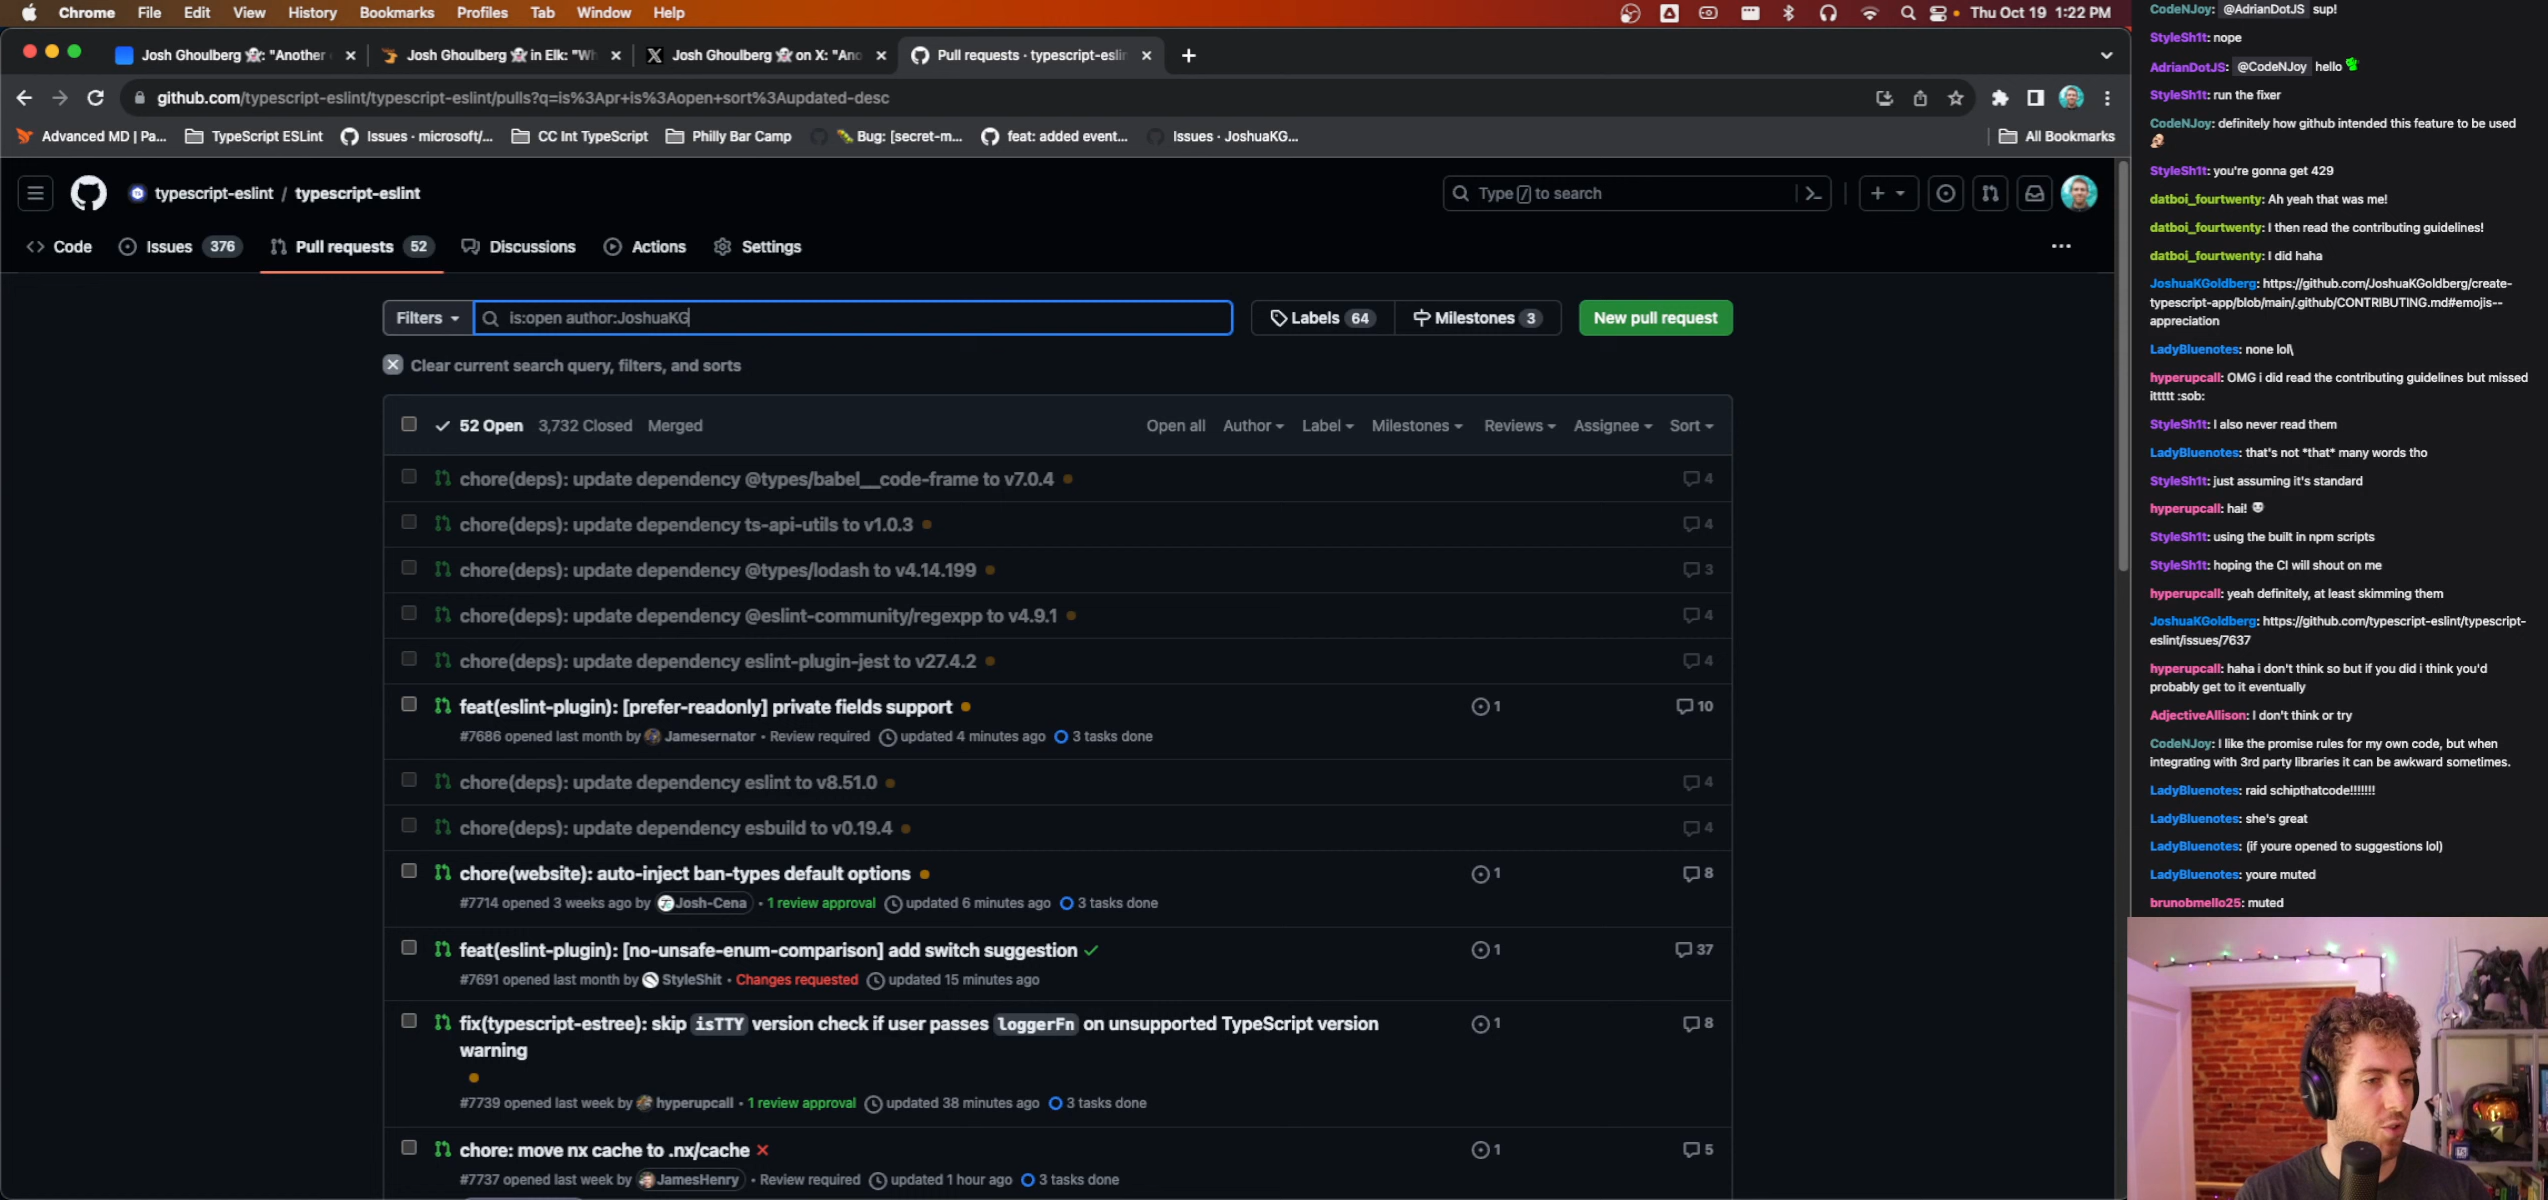 Chrome File Edit View History Bookmarks Profiles Tab Window Help
Thu Oct 19 1:22 PM
Josh Ghoulberg 👻: "Another
Josh Ghoulberg 👻 in Elk: "Wh
Josh Ghoulberg 👻 on X: "Ano
Pull requests · typescript-eslin
github.com/typescript-eslint/typescript-eslint/pulls?q=is%3Apr+is%3Aopen+sort%3Aupdated-desc
Advanced MD | Pa... TypeScript ESLint Issues · microsoft/... CC Int TypeScript Philly Bar Camp 🐛 Bug: [secret-m... feat: added event... Issues · JoshuaKG... All Bookmarks
typescript-eslint / typescript-eslint
Type / to search
Code Issues 376 Pull requests 52 Discussions Actions Settings
Filters is:open author:JoshuaKG Labels 64 Milestones 3 New pull request
Clear current search query, filters, and sorts
52 Open 3,732 Closed Merged Open all Author Label Milestones Reviews Assignee Sort
chore(deps): update dependency @types/babel__code-frame to v7.0.4 4
chore(deps): update dependency ts-api-utils to v1.0.3 4
chore(deps): update dependency @types/lodash to v4.14.199 3
chore(deps): update dependency @eslint-community/regexpp to v4.9.1 4
chore(deps): update dependency eslint-plugin-jest to v27.4.2 4
feat(eslint-plugin): [prefer-readonly] private fields support 1 10
#7686 opened last month by Jamesernator • Review required updated 4 minutes ago 3 tasks done
chore(deps): update dependency eslint to v8.51.0 4
chore(deps): update dependency esbuild to v0.19.4 4
chore(website): auto-inject ban-types default options 1 8
#7714 opened 3 weeks ago by Josh-Cena • 1 review approval updated 6 minutes ago 3 tasks done
feat(eslint-plugin): [no-unsafe-enum-comparison] add switch suggestion 1 37
#7691 opened last month by StyleShit • Changes requested updated 15 minutes ago
fix(typescript-estree): skip isTTY version check if user passes loggerFn on unsupported TypeScript version 1 8
warning
#7739 opened last week by hyperupcall • 1 review approval updated 38 minutes ago 3 tasks done
chore: move nx cache to .nx/cache 1 5
#7737 opened last week by JamesHenry • Review required updated 1 hour ago 3 tasks done
CodeNJoy: @AdrianDotJS sup!
StyleSh1t: nope
AdrianDotJS: @CodeNJoy hello
StyleSh1t: run the fixer
CodeNJoy: definitely how github intended this feature to be used
StyleSh1t: you're gonna get 429
datboi_fourtwenty: Ah yeah that was me!
datboi_fourtwenty: I then read the contributing guidelines!
datboi_fourtwenty: I did haha
JoshuaKGoldberg: https://github.com/JoshuaKGoldberg/create-
typescript-app/blob/main/.github/CONTRIBUTING.md#emojis--
appreciation
LadyBluenotes: none lol\
hyperupcall: OMG i did read the contributing guidelines but missed
ittttt :sob:
StyleSh1t: I also never read them
LadyBluenotes: that's not *that* many words tho
StyleSh1t: just assuming it's standard
hyperupcall: hai!
StyleSh1t: using the built in npm scripts
StyleSh1t: hoping the CI will shout on me
hyperupcall: yeah definitely, at least skimming them
JoshuaKGoldberg: https://github.com/typescript-eslint/typescript-
eslint/issues/7637
hyperupcall: haha i don't think so but if you did i think you'd
probably get to it eventually
AdjectiveAllison: I don't think or try
CodeNJoy: I like the promise rules for my own code, but when
integrating with 3rd party libraries it can be awkward sometimes.
LadyBluenotes: raid schipthatcode!!!!!!!
LadyBluenotes: she's great
LadyBluenotes: (if youre opened to suggestions lol)
LadyBluenotes: youre muted
brunobmello25: muted